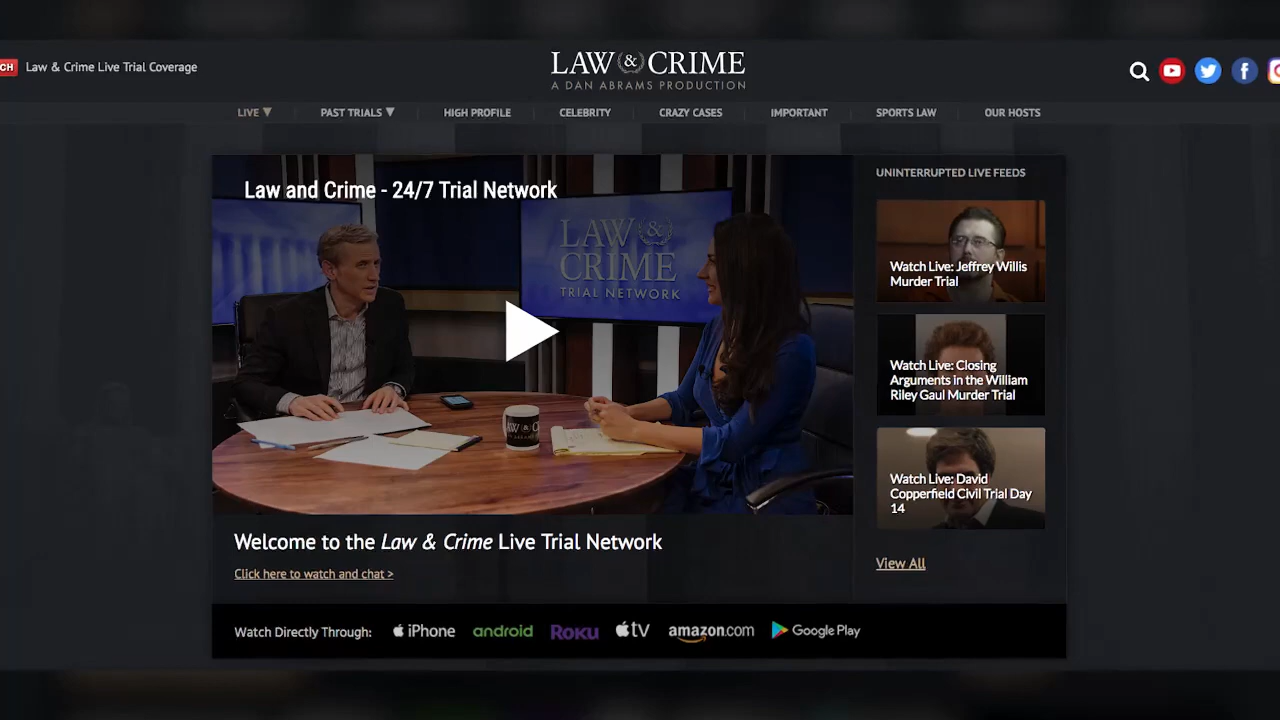 CH
Law & Crime Live Trial Coverage
LAW & CRIME
A DAN ABRAMS PRODUCTION
LIVE ▼
PAST TRIALS ▼
HIGH PROFILE
CELEBRITY
CRAZY CASES
IMPORTANT
SPORTS LAW
OUR HOSTS
Law and Crime - 24/7 Trial Network
LAW &
CRIME
TRIAL NETWORK
LAW & CR
UNINTERRUPTED LIVE FEEDS
Watch Live: Jeffrey Willis
Murder Trial
Watch Live: Closing
Arguments in the William
Riley Gaul Murder Trial
Watch Live: David
Copperfield Civil Trial Day
14
View All
Welcome to the Law & Crime Live Trial Network
Click here to watch and chat >
Watch Directly Through:
iPhone
android
ROKU
tv
amazon.com
Google Play